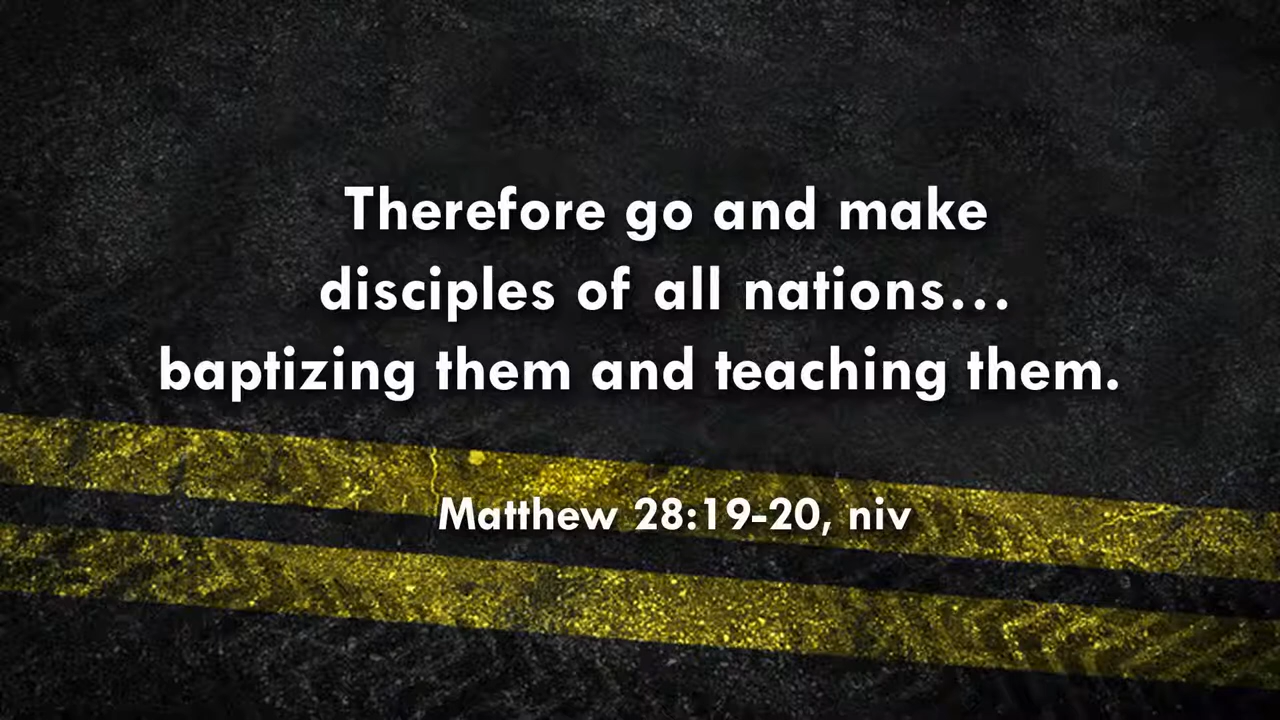 Therefore go and make
disciples of all nations...
baptizing them and teaching them.
Matthew 28:19-20, niv